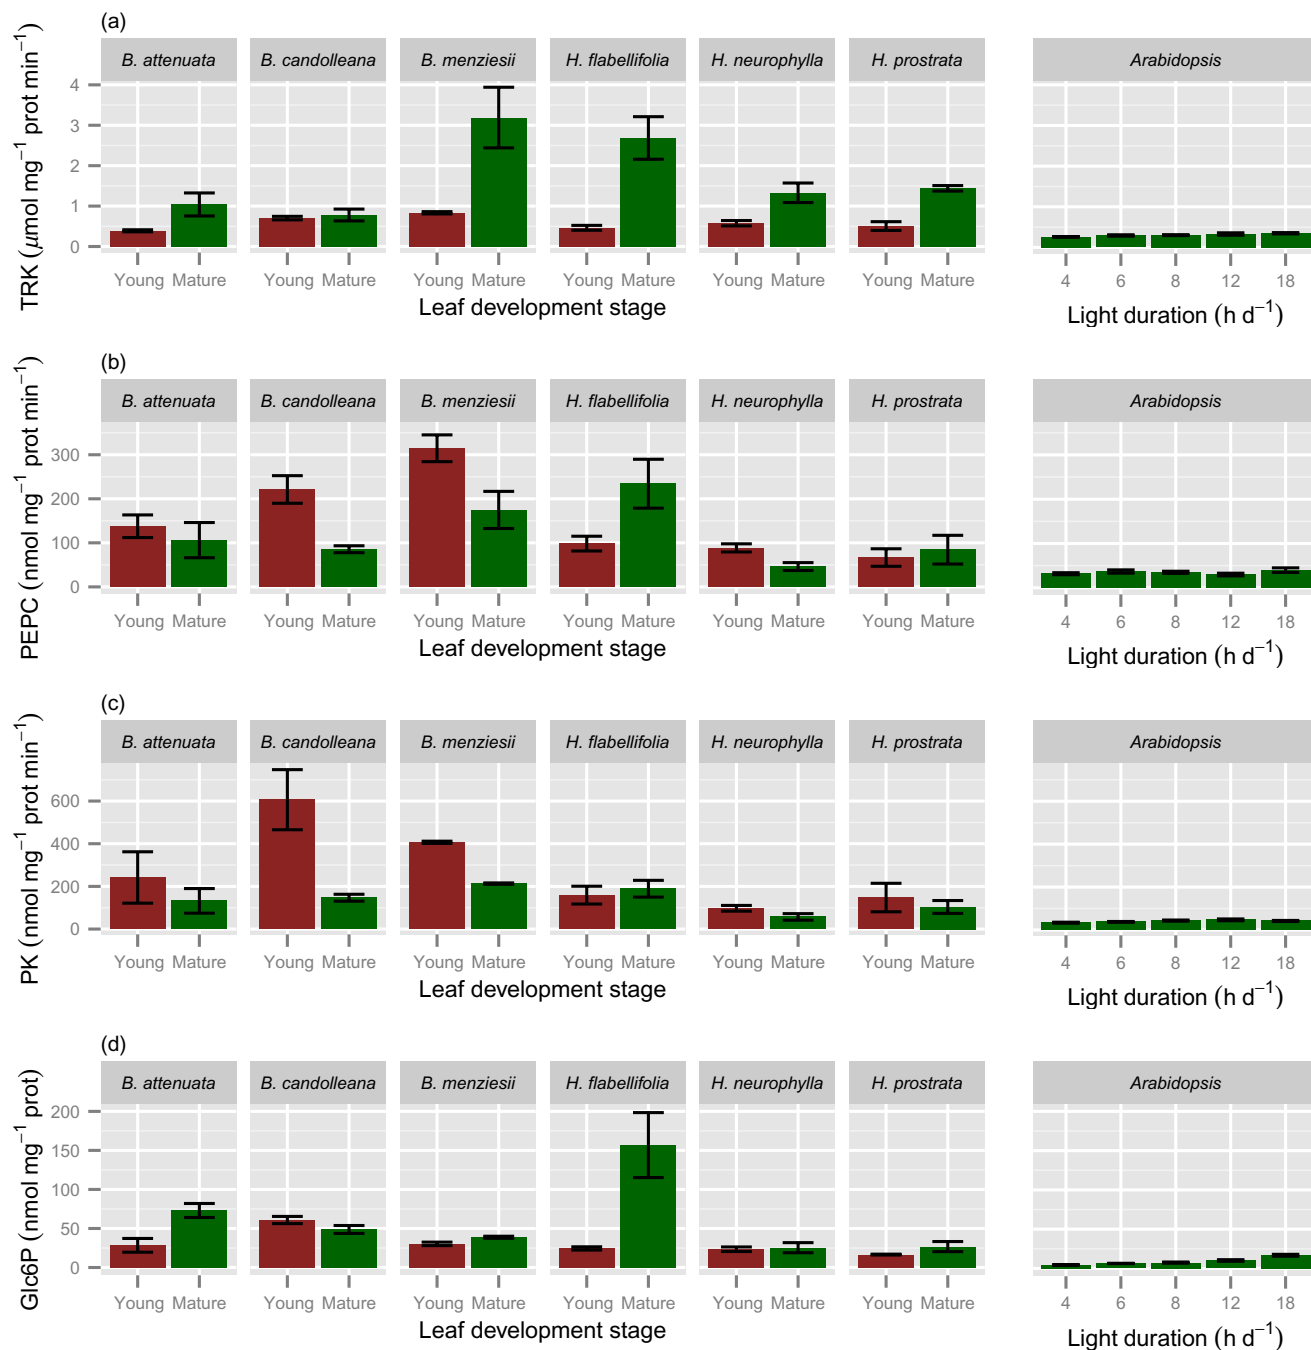 (a)
B. attenuata B. candolleana B. menziesii H. flabellifolia H. neurophylla H. prostrata Arabidopsis
TRK (μmol mg⁻¹ prot min⁻¹)
4
3
2
1
0
Young Mature Young Mature Young Mature Young Mature Young Mature Young Mature 4 6 8 12 18
Leaf development stage Light duration (h d⁻¹)
(b)
B. attenuata B. candolleana B. menziesii H. flabellifolia H. neurophylla H. prostrata Arabidopsis
PEPC (nmol mg⁻¹ prot min⁻¹)
300
200
100
0
Young Mature Young Mature Young Mature Young Mature Young Mature Young Mature 4 6 8 12 18
Leaf development stage Light duration (h d⁻¹)
(c)
B. attenuata B. candolleana B. menziesii H. flabellifolia H. neurophylla H. prostrata Arabidopsis
PK (nmol mg⁻¹ prot min⁻¹)
600
400
200
0
Young Mature Young Mature Young Mature Young Mature Young Mature Young Mature 4 6 8 12 18
Leaf development stage Light duration (h d⁻¹)
(d)
B. attenuata B. candolleana B. menziesii H. flabellifolia H. neurophylla H. prostrata Arabidopsis
Glc6P (nmol mg⁻¹ prot)
200
150
100
50
0
Young Mature Young Mature Young Mature Young Mature Young Mature Young Mature 4 6 8 12 18
Leaf development stage Light duration (h d⁻¹)